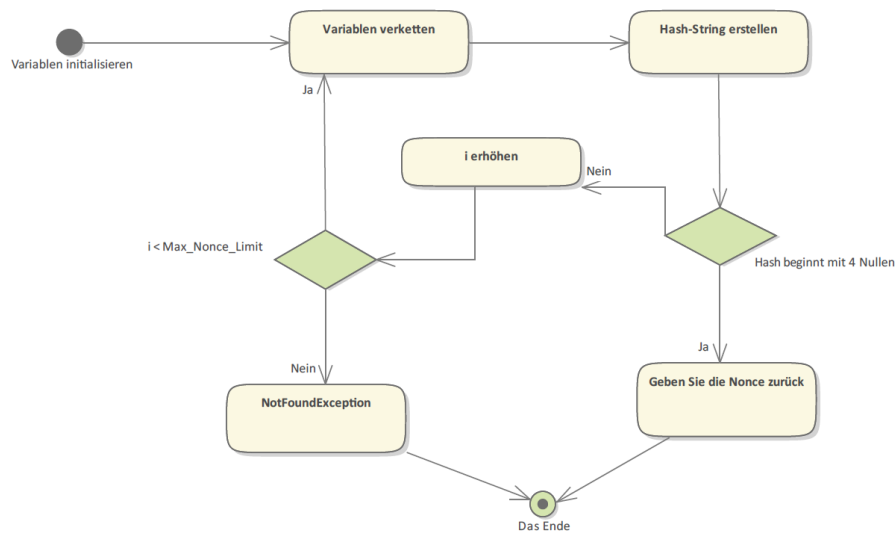 Variablen initialisieren
Variablen verketten
Hash-String erstellen
Ja
i erhöhen
Nein
i < Max_Nonce_Limit
Hash beginnt mit 4 Nullen
Nein
Ja
NotFoundException
Geben Sie die Nonce zurück
Das Ende